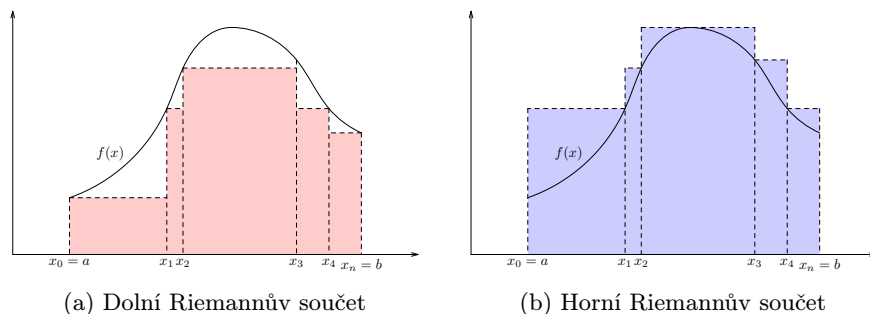 f(x)
x₀ = a
x₁
x₂
x₃
x₄
xₙ = b
(a) Dolní Riemannův součet
f(x)
x₀ = a
x₁
x₂
x₃
x₄
xₙ = b
(b) Horní Riemannův součet